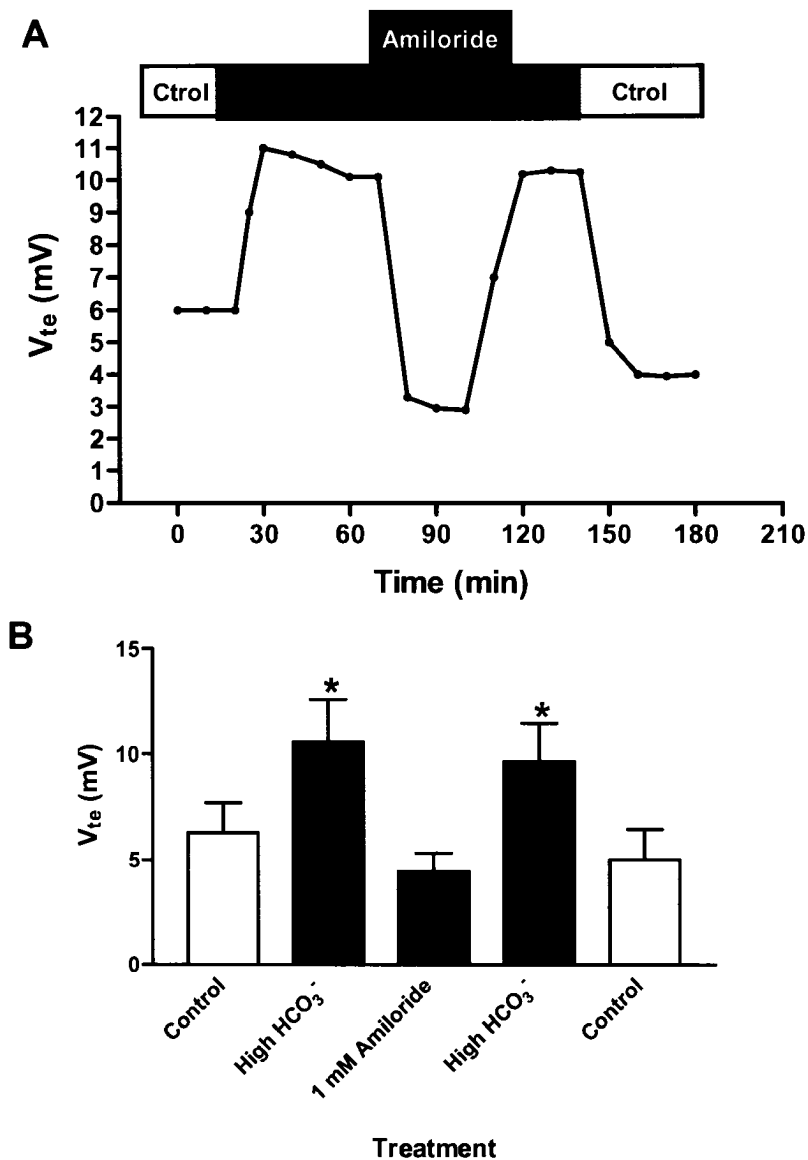 A
Amiloride
Ctrol
Ctrol
12
11
10
9
8
7
6
5
4
3
2
1
0
V_te (mV)
0 30 60 90 120 150 180 210
Time (min)
B
15
10
5
0
V_te (mV)
*
*
Control
High HCO₃⁻
1 mM Amiloride
High HCO₃⁻
Control
Treatment